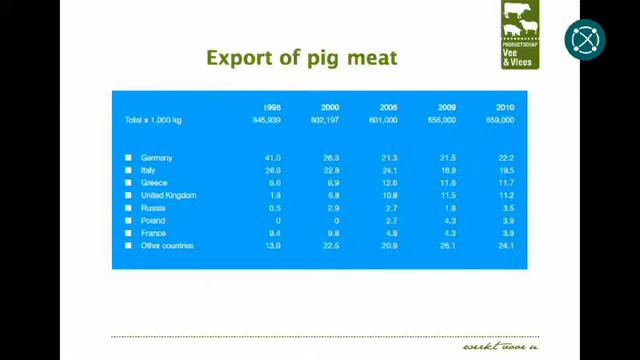 PRODUCTSCHAP
Vee
& Vlees
Export of pig meat
1995 2000 2005 2009 2010
Total x 1,000 kg 845,939 802,197 601,000 656,000 659,000
Germany 41.0 26.3 21.3 21.5 22.2
Italy 26.8 22.8 24.1 18.9 19.5
Greece 6.6 8.9 12.6 11.6 11.7
United Kingdom 1.8 6.8 10.8 11.5 11.2
Russia 0.5 2.9 2.7 1.8 3.5
Poland 0 0 2.7 4.3 3.9
France 9.4 9.8 4.9 4.3 3.9
Other countries 13.9 22.5 20.9 26.1 24.1
werkt voor u